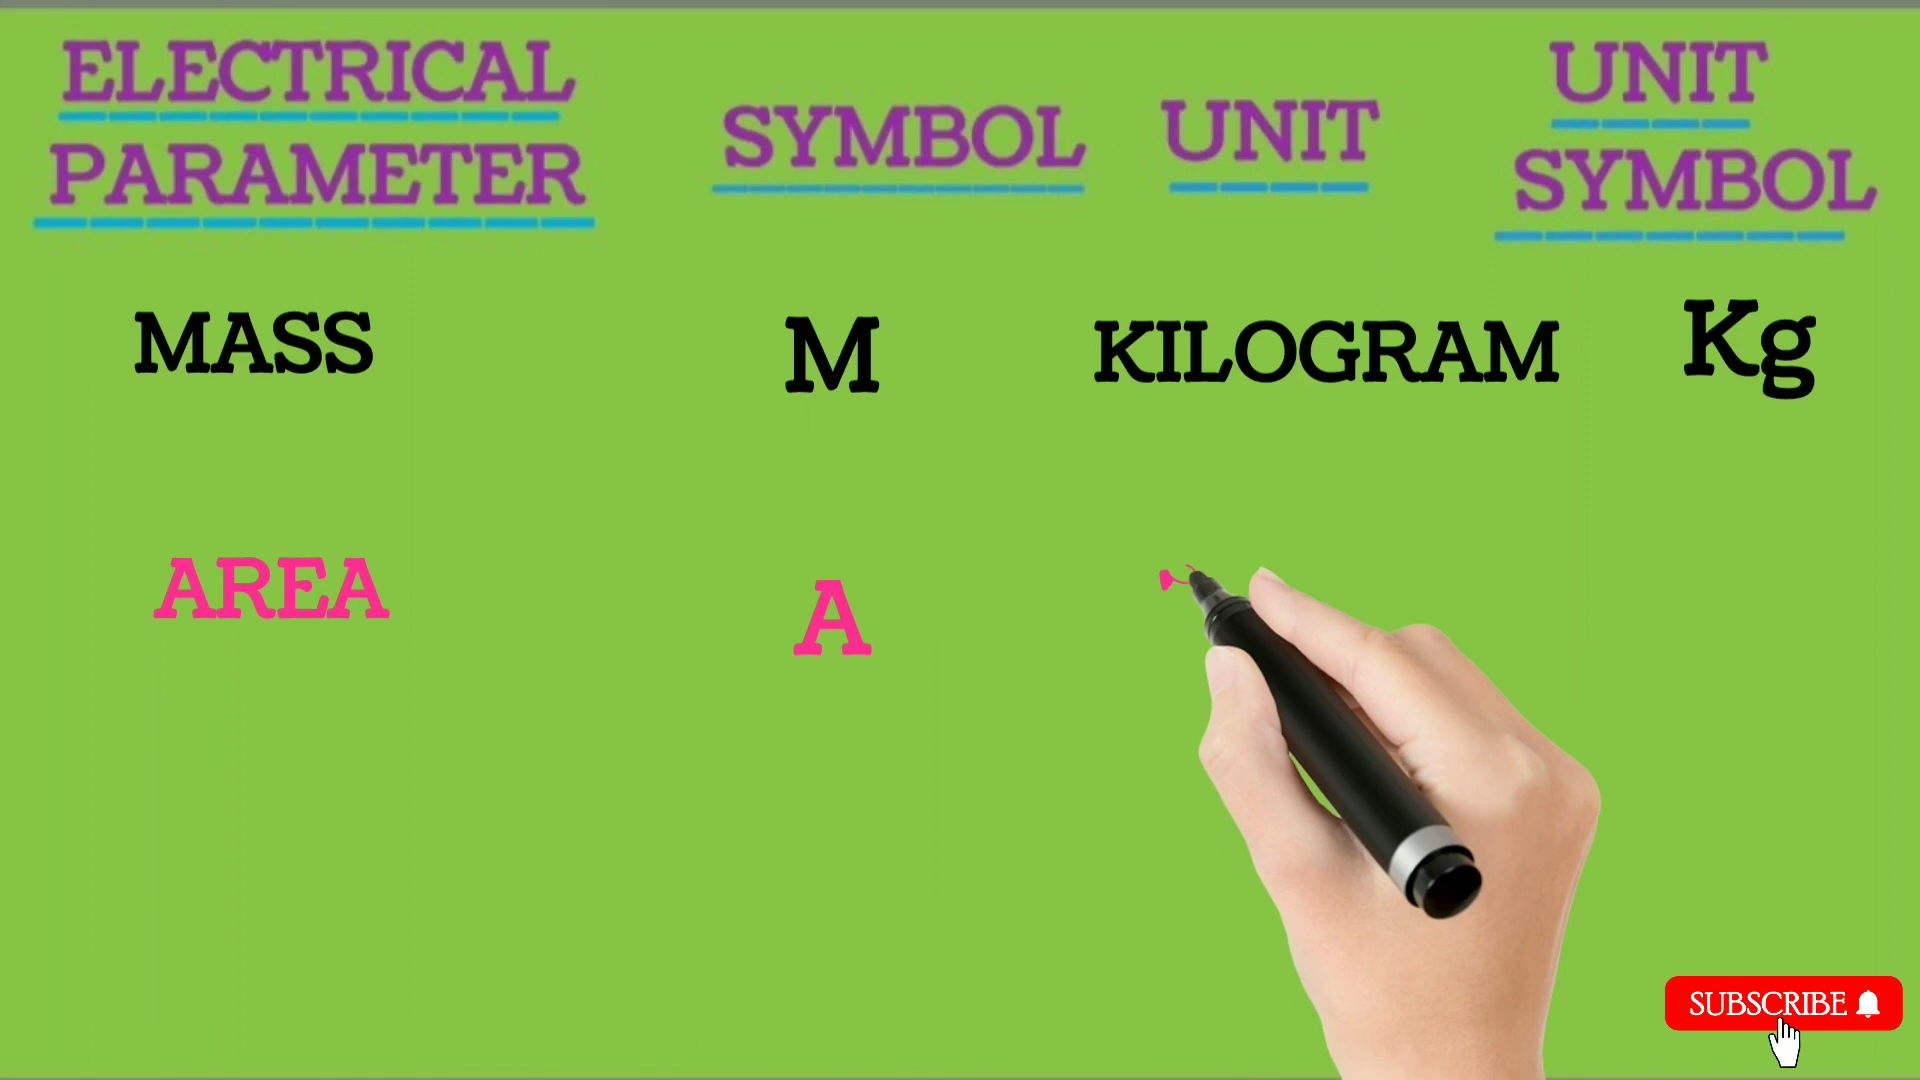 ELECTRICAL
PARAMETER
SYMBOL
UNIT
UNIT
SYMBOL
MASS
M
KILOGRAM
Kg
AREA
A
SUBSCRIBE